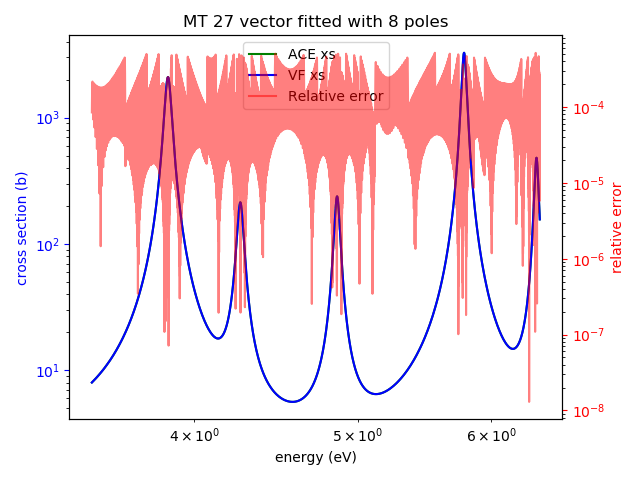 MT 27 vector fitted with 8 poles
ACE xs
VF xs
Relative error
10³
10²
10¹
cross section (b)
10⁻⁴
10⁻⁵
10⁻⁶
10⁻⁷
10⁻⁸
relative error
4 × 10⁰
5 × 10⁰
6 × 10⁰
energy (eV)